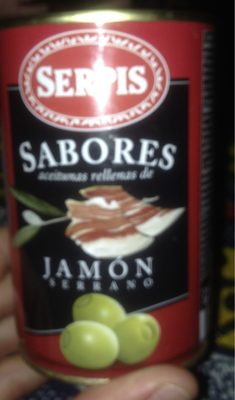 SERPIS
SABORES
aceitunas rellenas de
JAMÓN
SERRANO